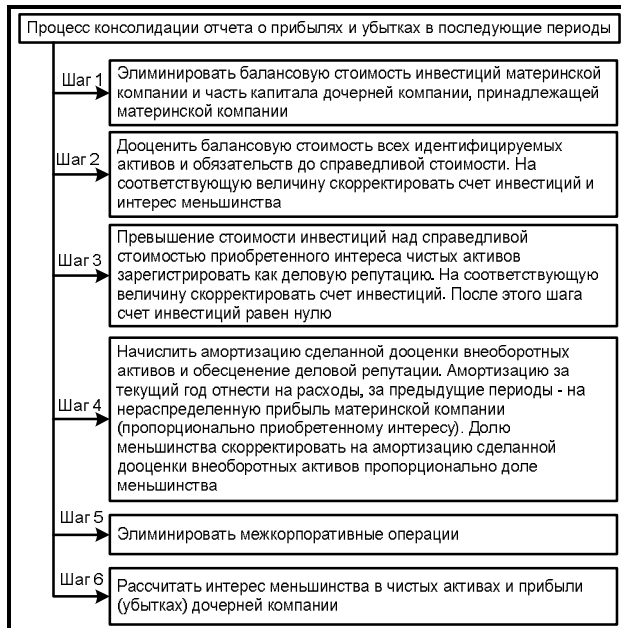 Процесс консолидации отчета о прибылях и убытках в последующие периоды
Шаг 1
Элиминировать балансовую стоимость инвестиций материнской
компании и часть капитала дочерней компании, принадлежащей
материнской компании
Шаг 2
Дооценить балансовую стоимость всех идентифицируемых
активов и обязательств до справедливой стоимости. На
соответствующую величину скорректировать счет инвестиций и
интерес меньшинства
Шаг 3
Превышение стоимости инвестиций над справедливой
стоимостью приобретенного интереса чистых активов
зарегистрировать как деловую репутацию. На соответствующую
величину скорректировать счет инвестиций. После этого шага
счет инвестиций равен нулю
Шаг 4
Начислить амортизацию сделанной дооценки внеоборотных
активов и обесценение деловой репутации. Амортизацию за
текущий год отнести на расходы, за предыдущие периоды - на
нераспределенную прибыль материнской компании
(пропорционально приобретенному интересу). Долю
меньшинства скорректировать на амортизацию сделанной
дооценки внеоборотных активов пропорционально доле
меньшинства
Шаг 5
Элиминировать межкорпоративные операции
Шаг 6
Рассчитать интерес меньшинства в чистых активах и прибыли
(убытках) дочерней компании